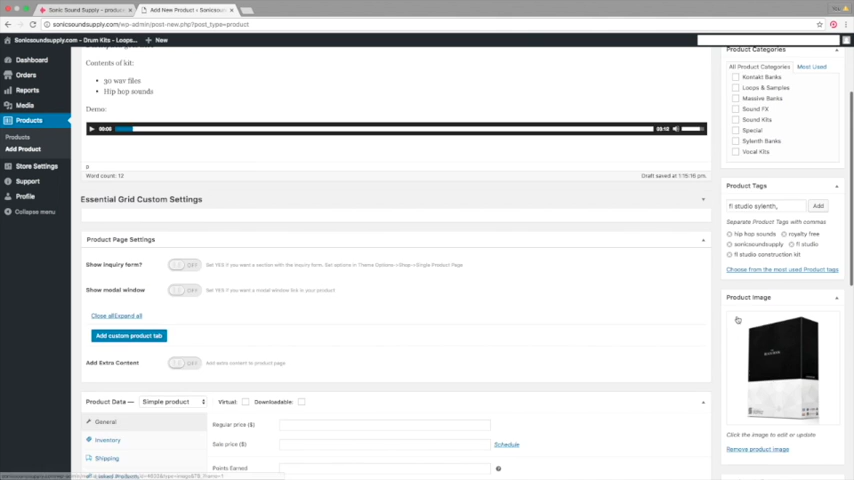 Sonic Sound Supply - produc
Add New Product ‹ Sonicsou
sonicsoundsupply.com/wp-admin/post-new.php?post_type=product
Sonicsoundsupply.com - Drum Kits - Loops...
New
Dashboard
Orders
Reports
Media
Products
Products
Add Product
Store Settings
Support
Profile
Collapse menu
Contents of kit:
30 wav files
Hip hop sounds
Demo:
00:00
03:12
p
Word count: 12
Draft saved at 1:15:16 pm.
Essential Grid Custom Settings
Product Page Settings
Show inquiry form?
OFF
Set YES if you want a section with the inquiry form. Set options in Theme Options->Shop->Single Product Page
Show modal window
OFF
Set YES if you want a modal window link in your product
Close all
Expand all
Add custom product tab
Add Extra Content
OFF
Add extra content to product page
Product Data —
Simple product
Virtual:
Downloadable:
General
Inventory
Shipping
Regular price ($)
Sale price ($)
Schedule
Points Earned
Product Categories
All Product Categories
Most Used
Kontakt Banks
Loops & Samples
Massive Banks
Sound FX
Sound Kits
Special
Sylenth Banks
Vocal Kits
Product Tags
fl studio sylenth,
Add
Separate Product Tags with commas
hip hop sounds
royalty free
sonicsoundsupply
fl studio
fl studio construction kit
Choose from the most used Product tags
Product Image
Click the image to edit or update
Remove product image